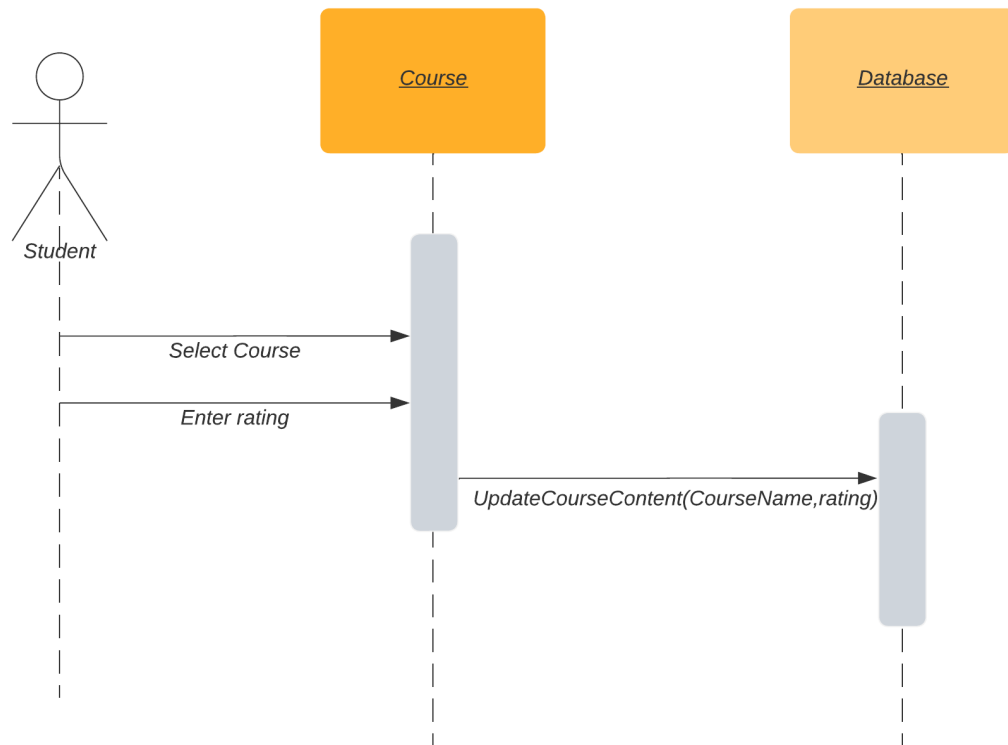 Course
Database
Student
Select Course
Enter rating
UpdateCourseContent(CourseName,rating)